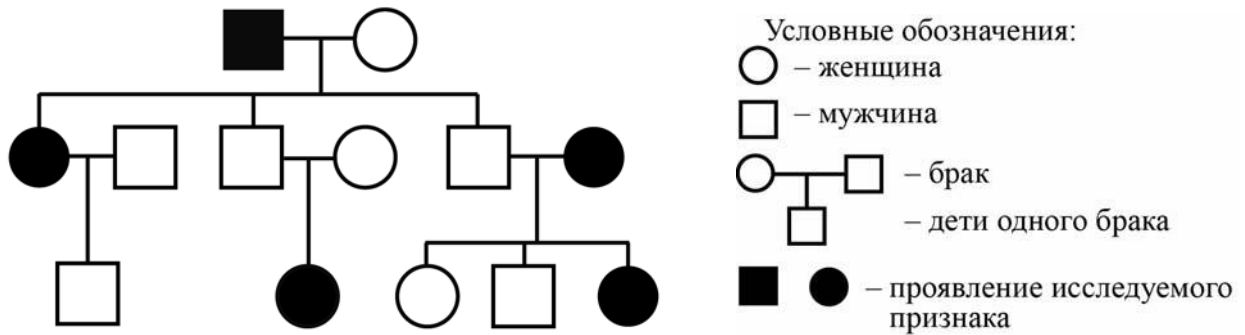 Условные обозначения:
– женщина
– мужчина
– брак
– дети одного брака
– проявление исследуемого
признака